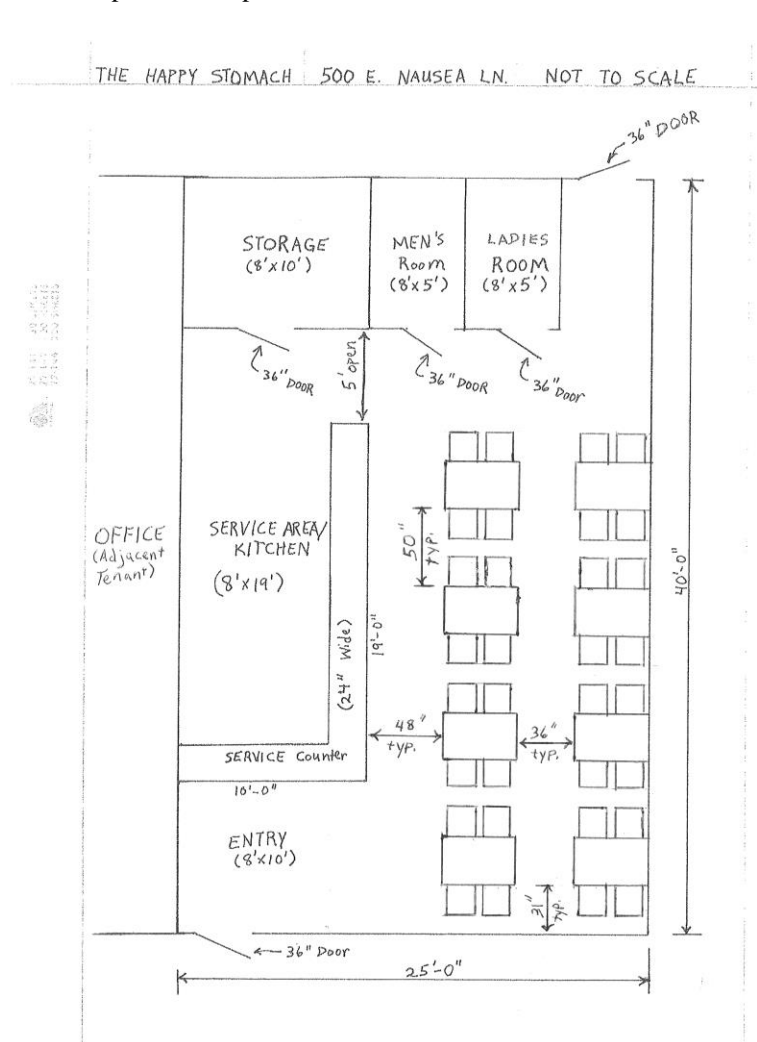 THE HAPPY STOMACH 500 E. NAUSEA LN. NOT TO SCALE
36" DOOR
STORAGE
(8'x10')
MEN'S
Room
(8'x5')
LADIES
ROOM
(8'x5')
36" DOOR
5' open
36" DOOR
36" Door
OFFICE
(Adjacent
Tenant)
SERVICE AREA/
KITCHEN
(8'x19')
50"
typ.
40'-0"
(24" Wide)
19'-0"
48"
typ.
36"
typ.
SERVICE Counter
10'-0"
ENTRY
(8'x10')
31"
typ.
36" Door
25'-0"